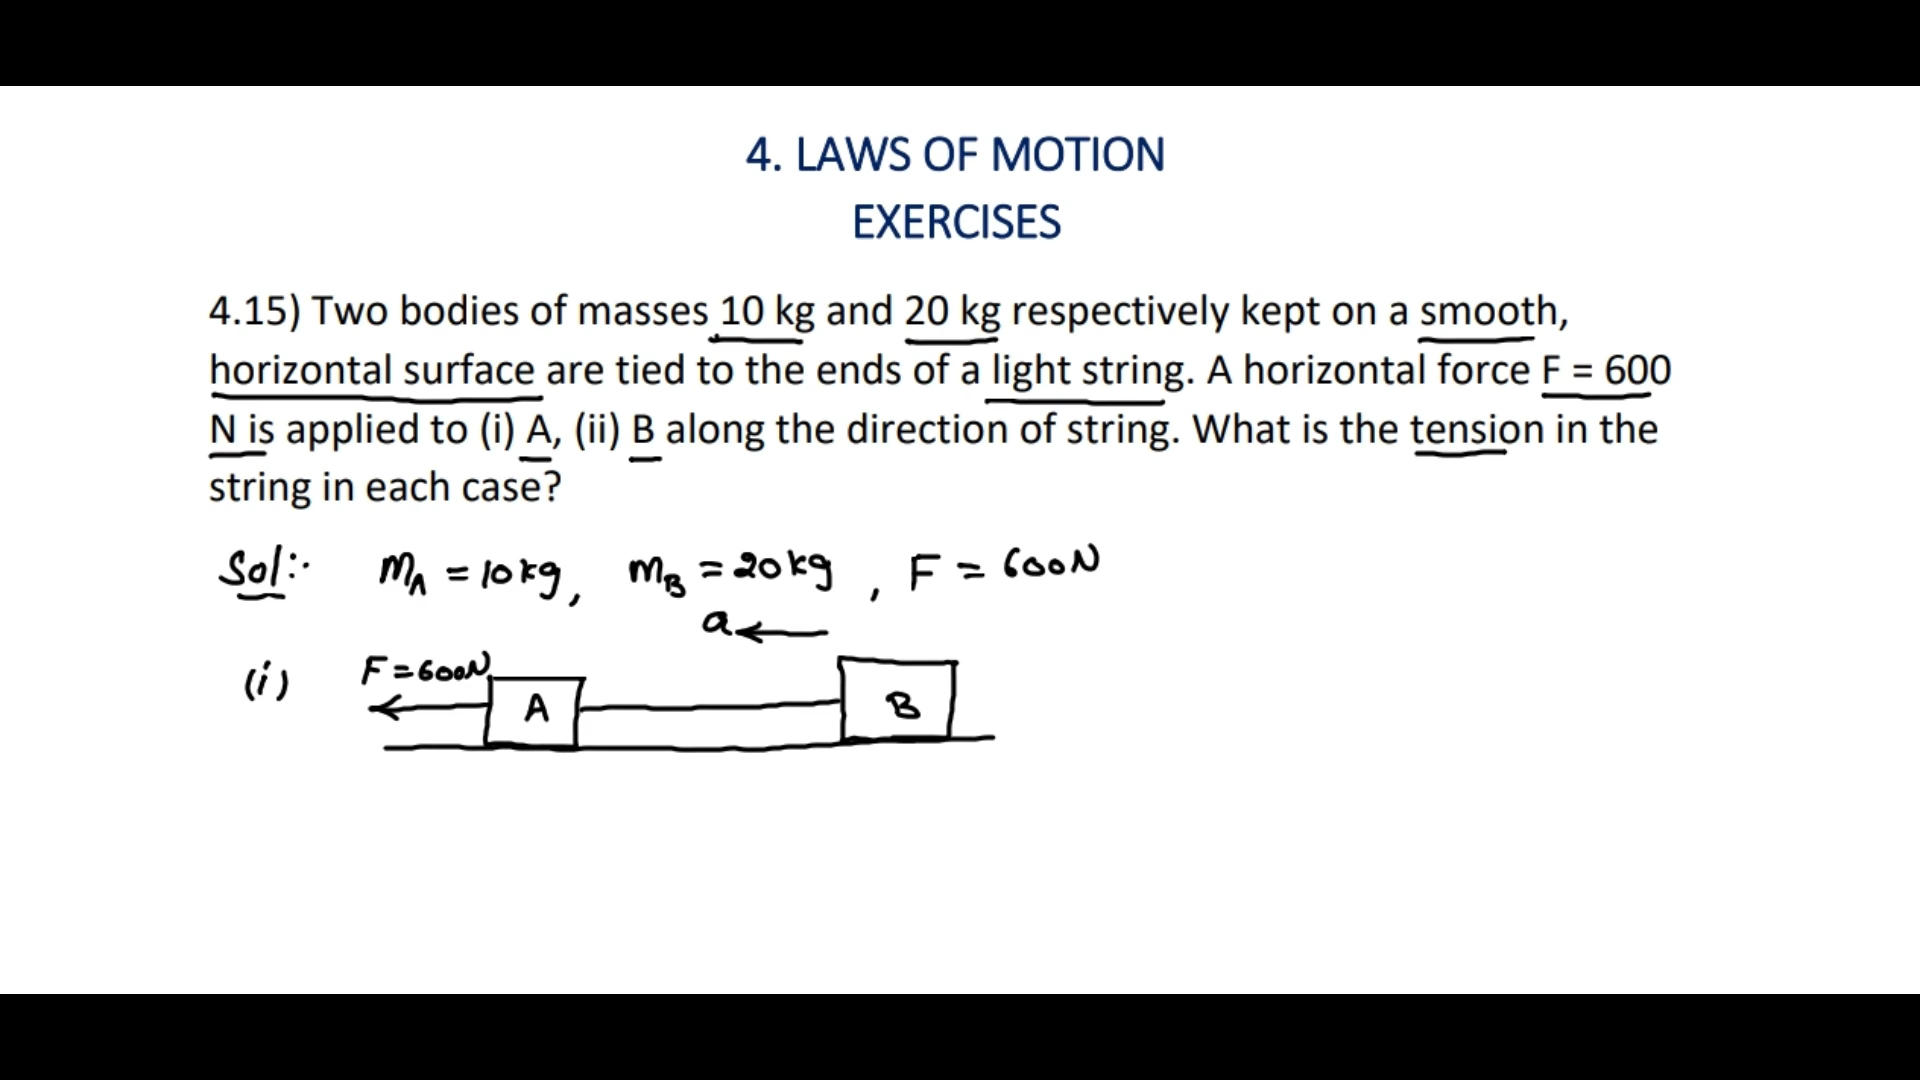 4. LAWS OF MOTION
EXERCISES
4.15) Two bodies of masses 10 kg and 20 kg respectively kept on a smooth,
horizontal surface are tied to the ends of a light string. A horizontal force F = 600
N is applied to (i) A, (ii) B along the direction of string. What is the tension in the
string in each case?
Sol:- mA = 10kg, mB = 20kg , F = 600N
a
(i) F = 600N
A B